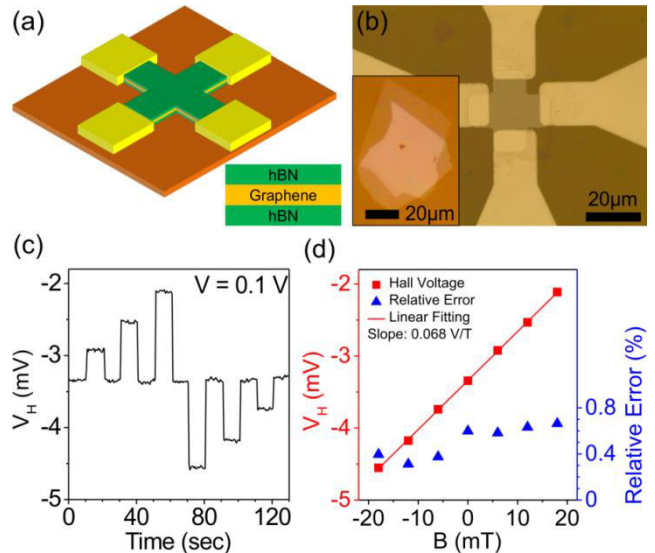 (a)
hBN
Graphene
hBN
(b)
20μm
20μm
(c)
V = 0.1 V
-2
-3
-4
-5
V_H (mV)
0 40 80 120
Time (sec)
(d)
Hall Voltage
Relative Error
Linear Fitting
Slope: 0.068 V/T
-2
-3
-4
-5
V_H (mV)
0.8
0.4
0
Relative Error (%)
-20 -10 0 10 20
B (mT)